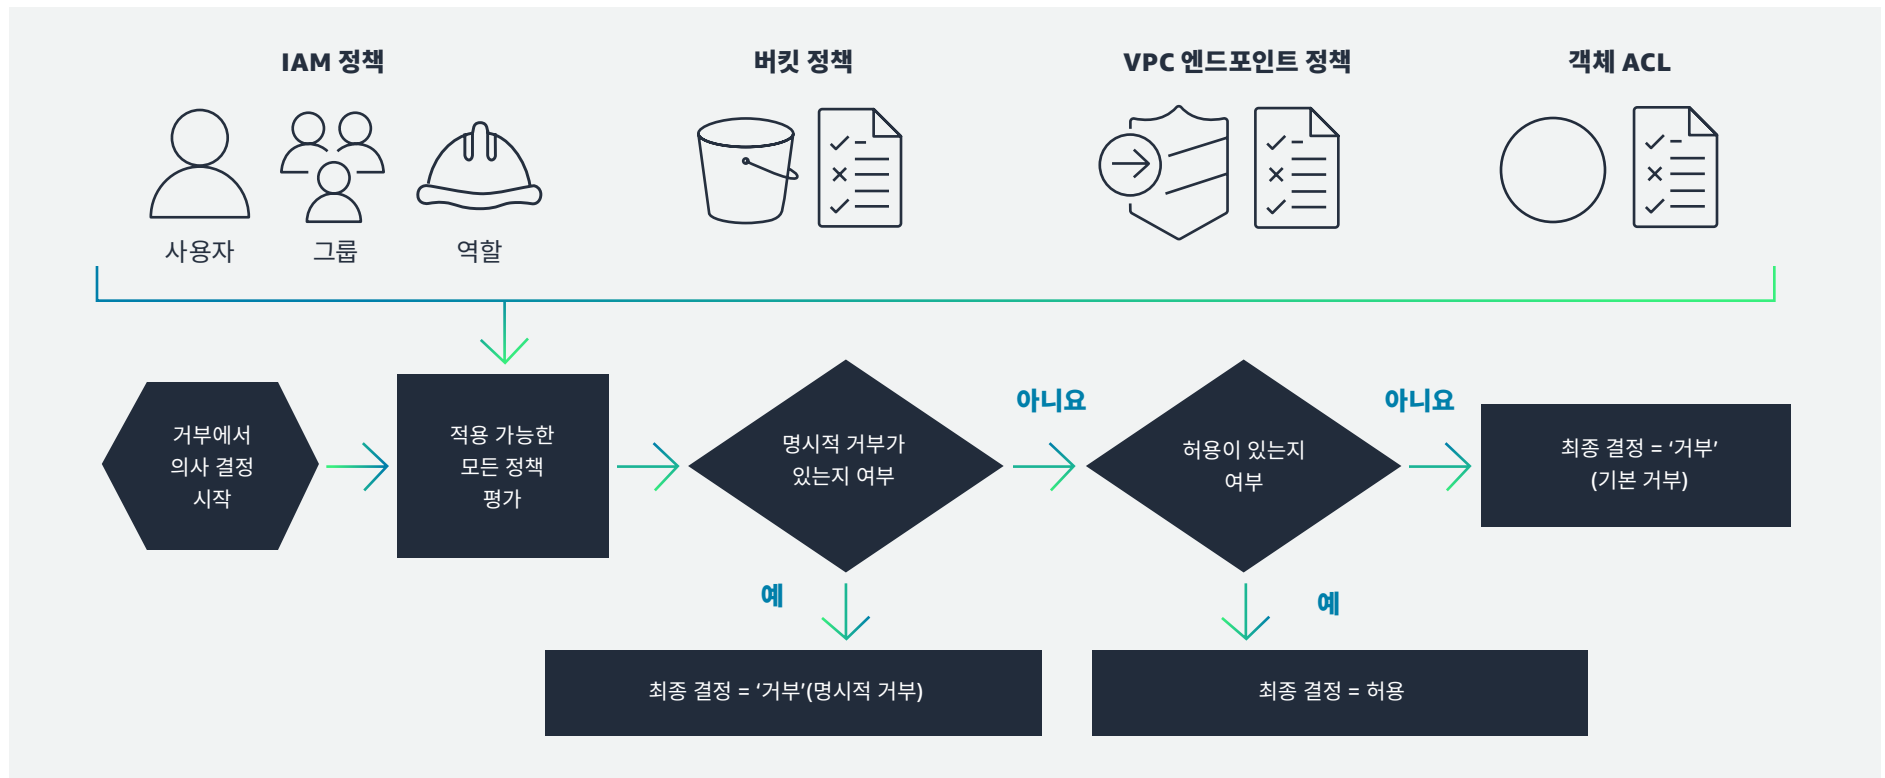 IAM 정책
버킷 정책
VPC 엔드포인트 정책
객체 ACL
사용자
그룹
역할
거부에서
의사 결정
시작
적용 가능한
모든 정책
평가
명시적 거부가
있는지 여부
아니요
허용이 있는지
여부
아니요
최종 결정 = ‘거부’
(기본 거부)
예
예
최종 결정 = ‘거부’(명시적 거부)
최종 결정 = 허용